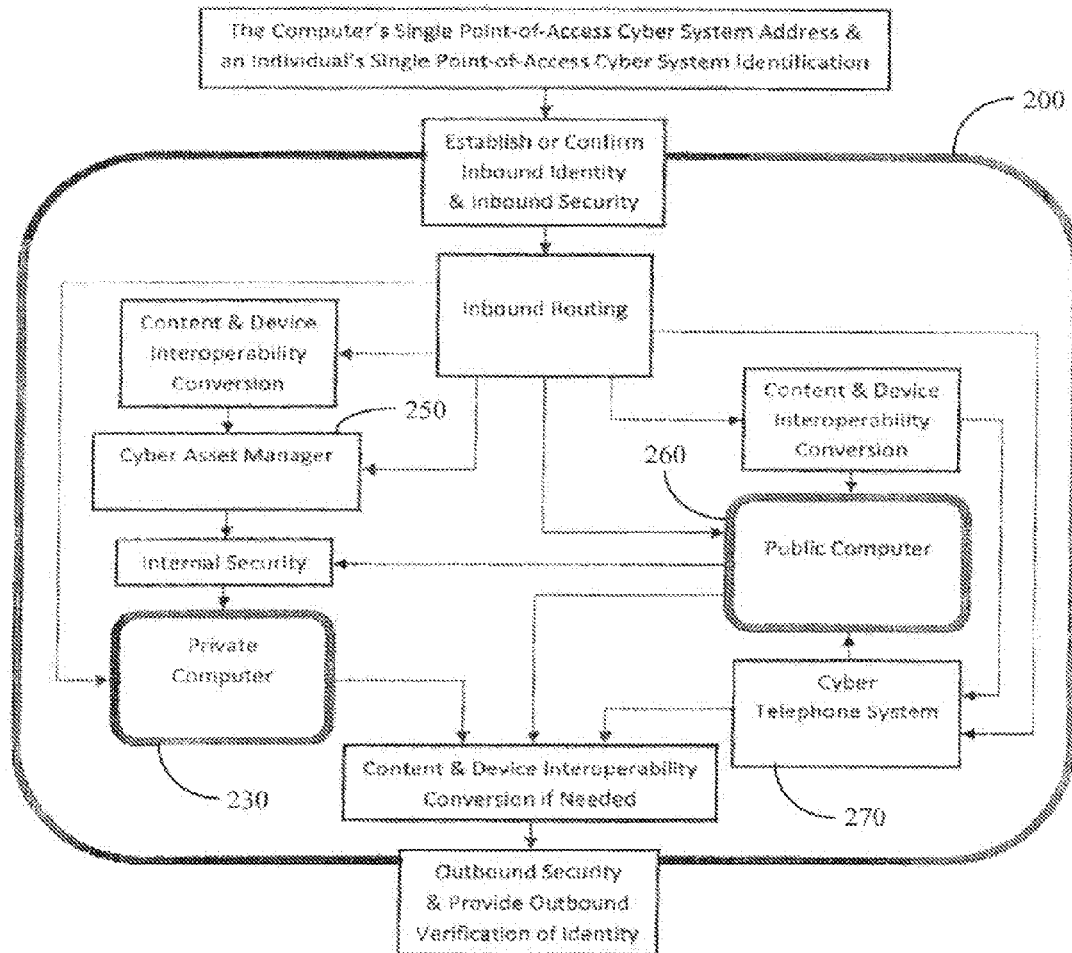 The Computer's Single Point-of-Access Cyber System Address &
an Individual's Single Point-of-Access Cyber System Identification
200
Establish or Confirm
Inbound Identity
& Inbound Security
Inbound Routing
Content & Device
Interoperability
Conversion
250
Cyber Asset Manager
Content & Device
Interoperability
Conversion
260
Public Computer
Internal Security
Private
Computer
Cyber
Telephone System
230
Content & Device Interoperability
Conversion if Needed
270
Outbound Security
& Provide Outbound
Verification of Identity